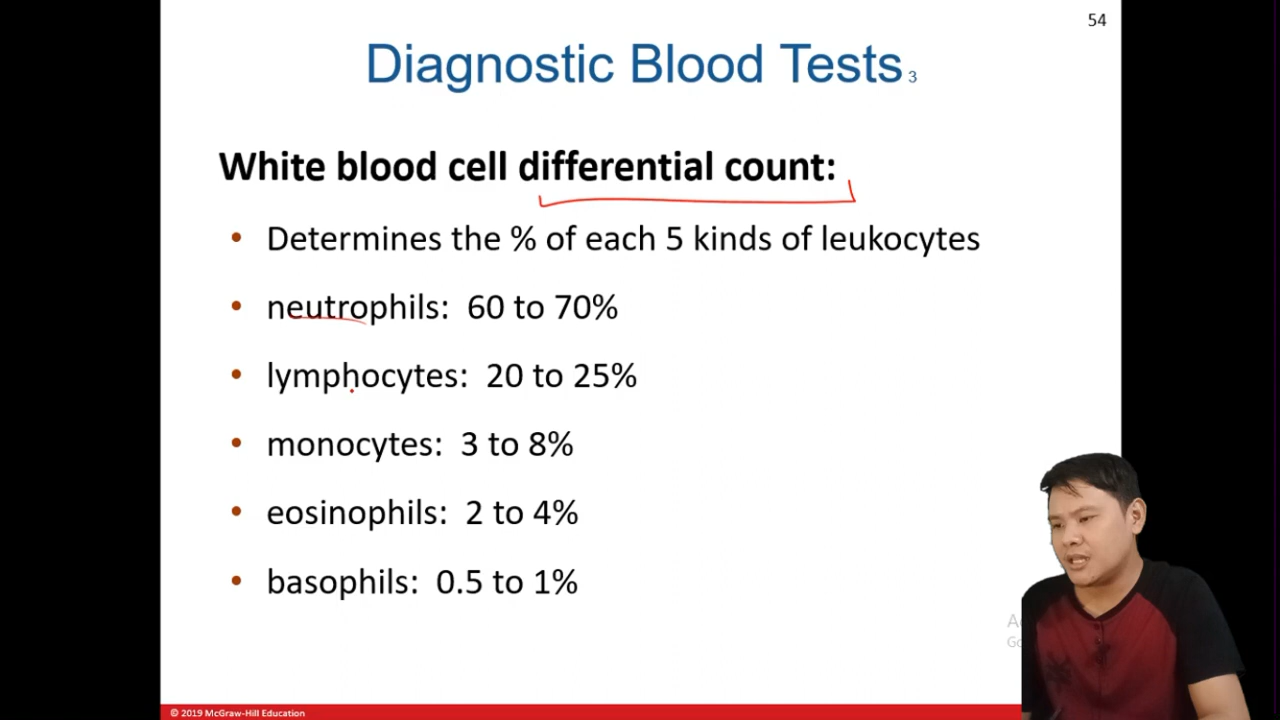 54
Diagnostic Blood Tests 3
White blood cell differential count:
• Determines the % of each 5 kinds of leukocytes
• neutrophils: 60 to 70%
• lymphocytes: 20 to 25%
• monocytes: 3 to 8%
• eosinophils: 2 to 4%
• basophils: 0.5 to 1%
© 2019 McGraw-Hill Education